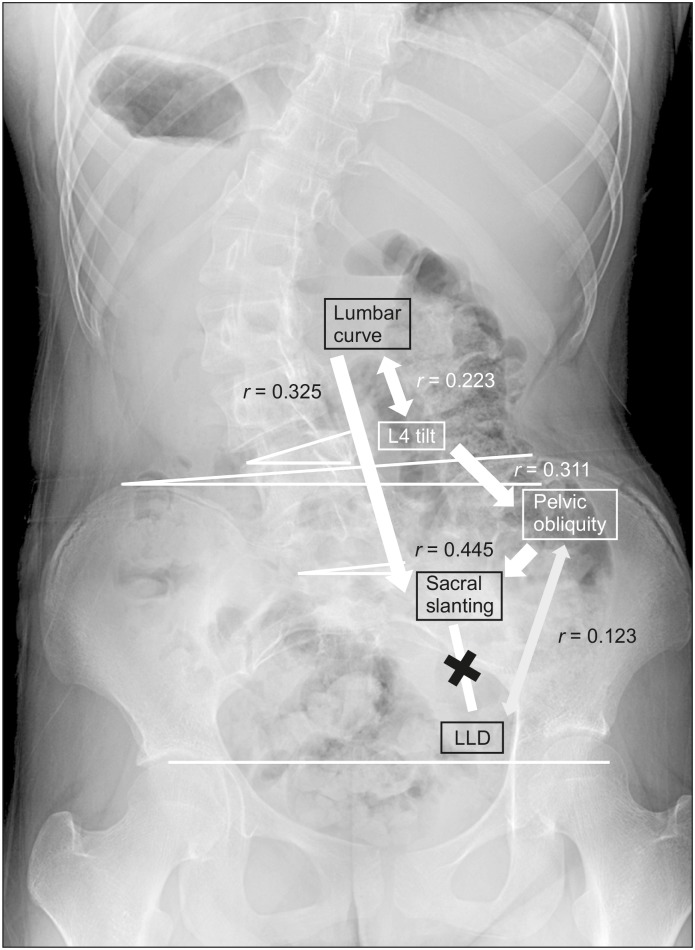 Lumbar
curve
r = 0.325
r = 0.223
L4 tilt
r = 0.311
Pelvic
obliquity
r = 0.445
Sacral
slanting
r = 0.123
LLD